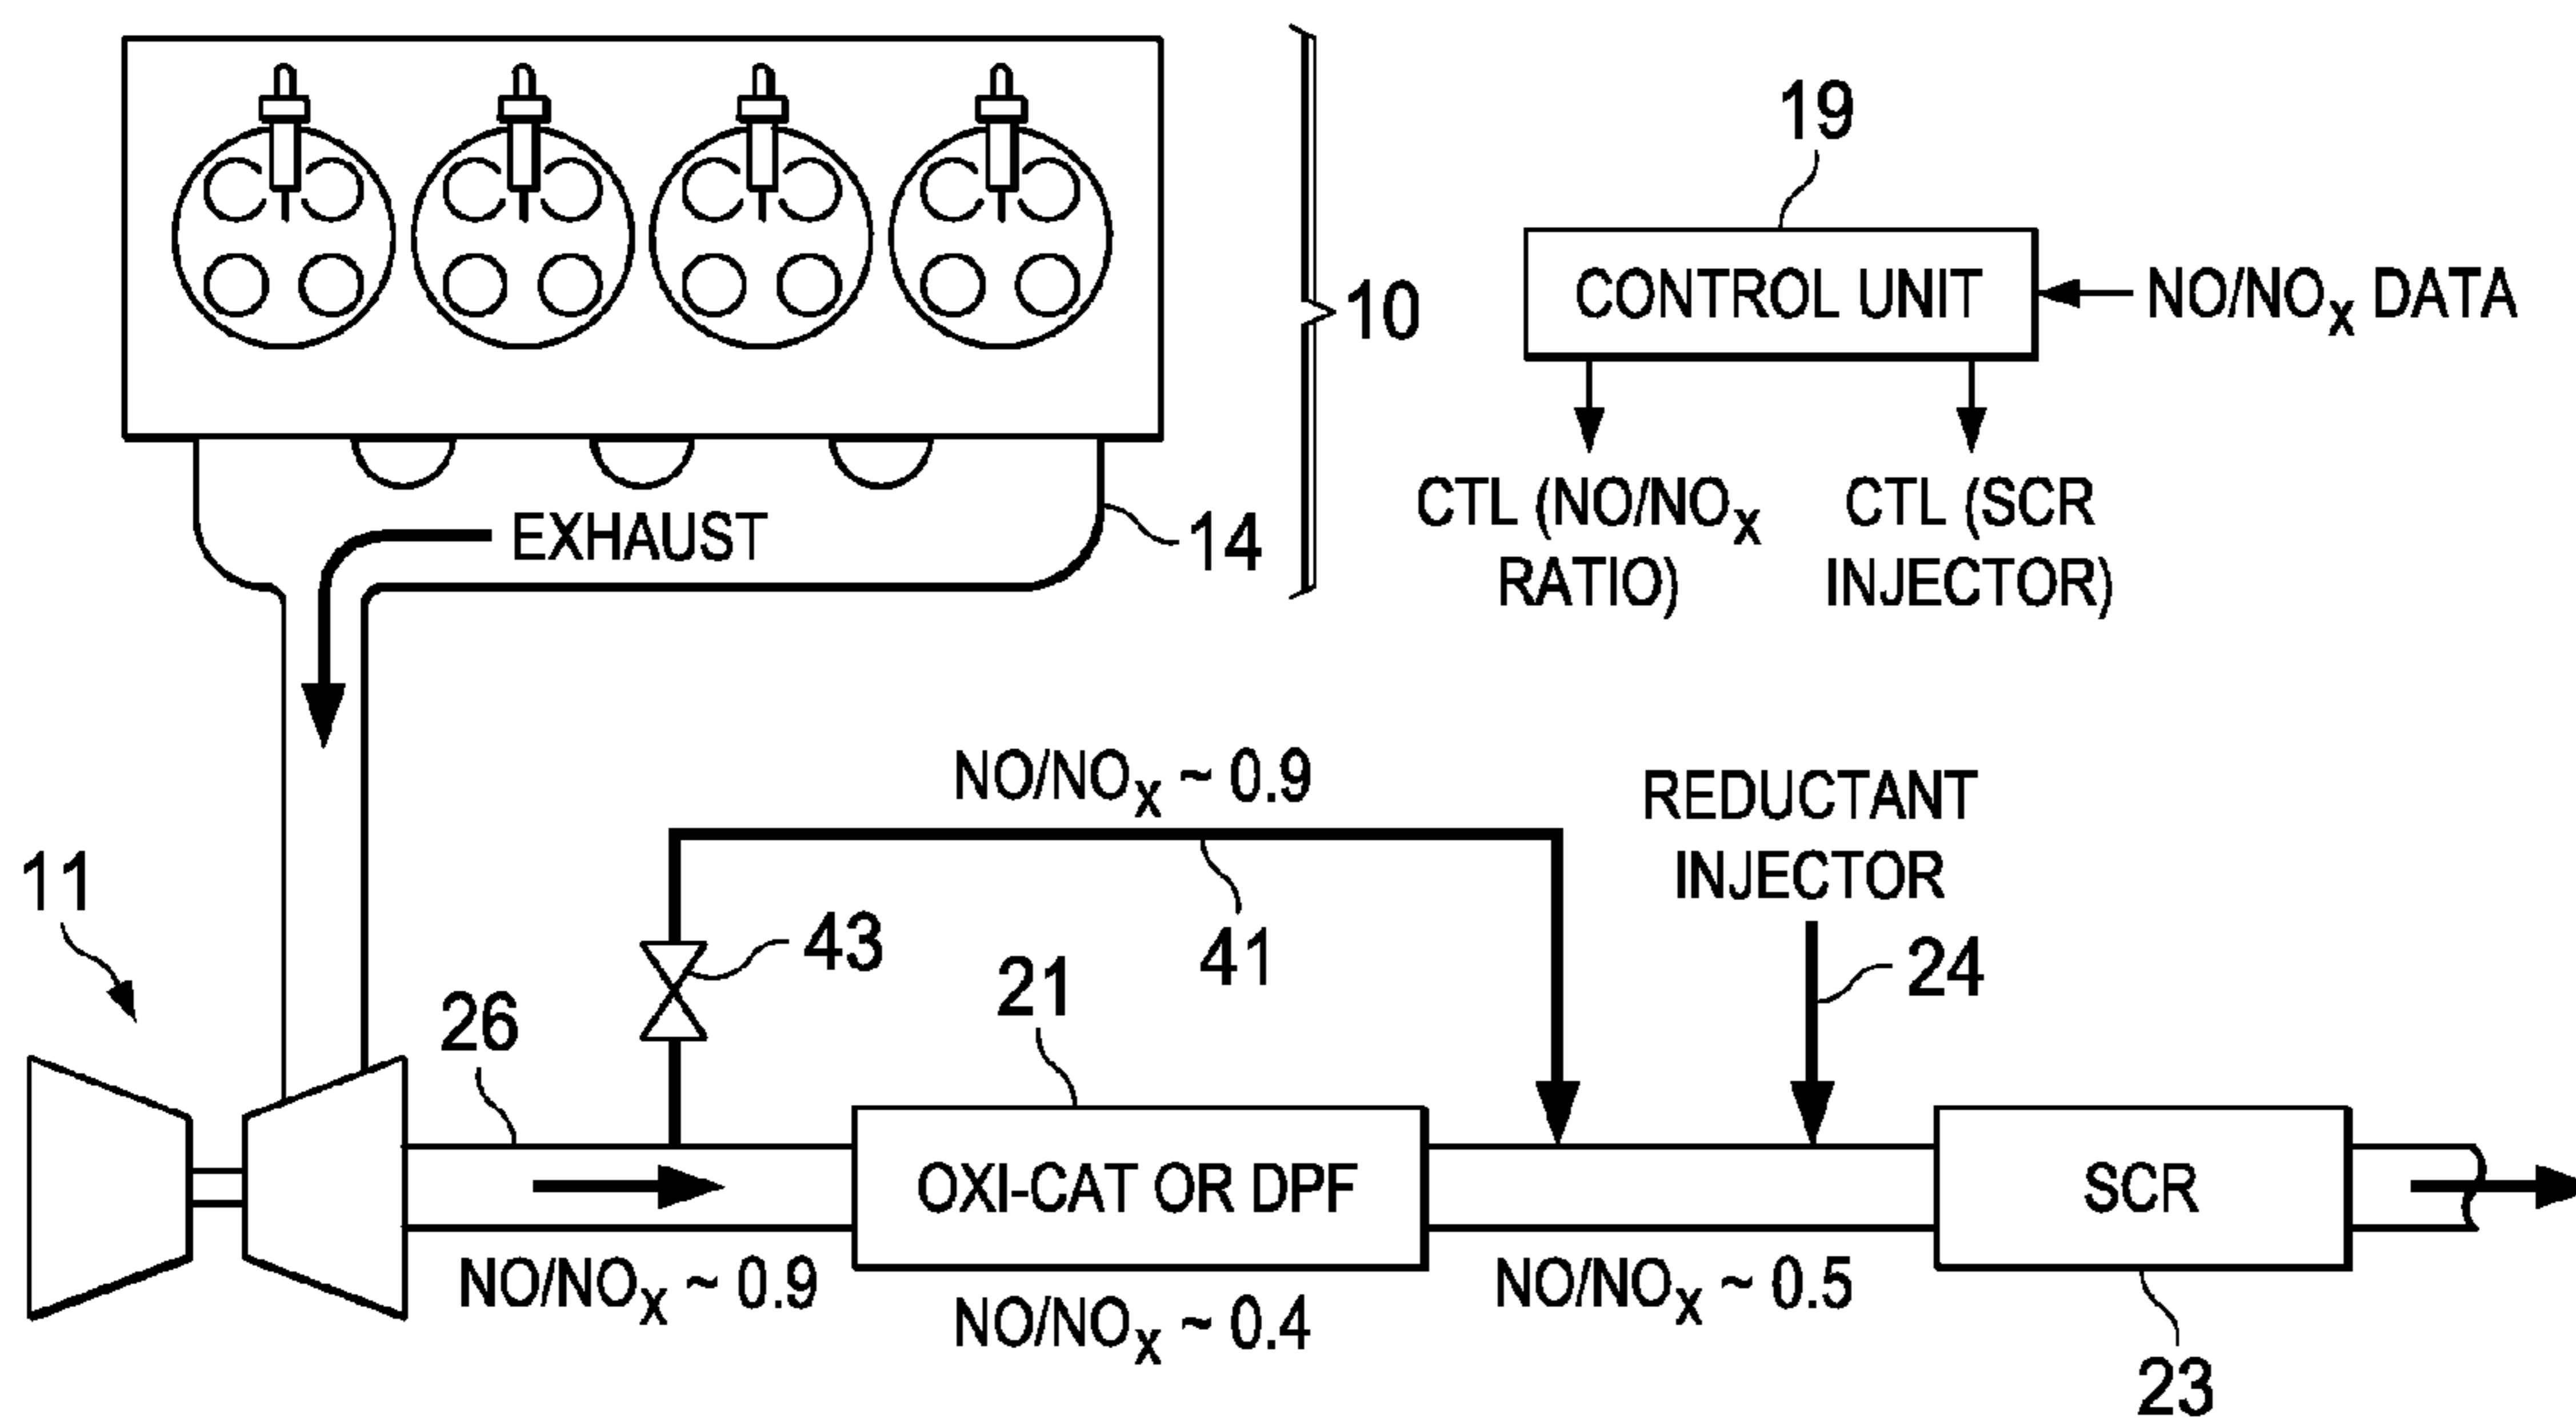 19
CONTROL UNIT
NO/NOx DATA
10
CTL (NO/NOx
RATIO)
CTL (SCR
INJECTOR)
EXHAUST
14
NO/NOx ~ 0.9
REDUCTANT
INJECTOR
11
43
41
24
26
21
OXI-CAT OR DPF
SCR
NO/NOx ~ 0.9
NO/NOx ~ 0.4
NO/NOx ~ 0.5
23